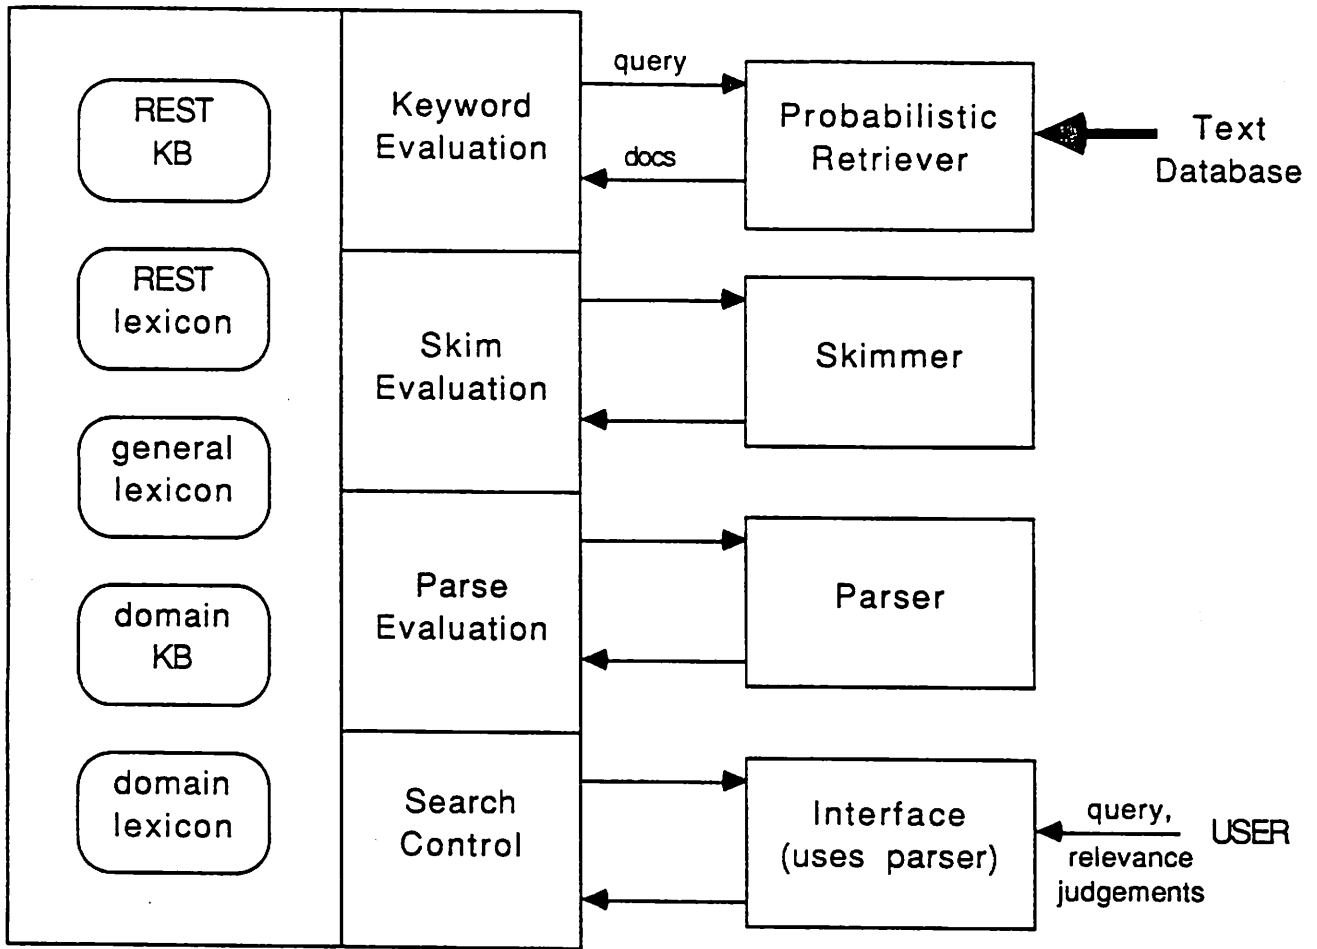 REST
KB
REST
lexicon
general
lexicon
domain
KB
domain
lexicon
Keyword
Evaluation
Skim
Evaluation
Parse
Evaluation
Search
Control
query
docs
Probabilistic
Retriever
Text
Database
Skimmer
Parser
Interface
(uses parser)
query,
relevance
judgements
USER